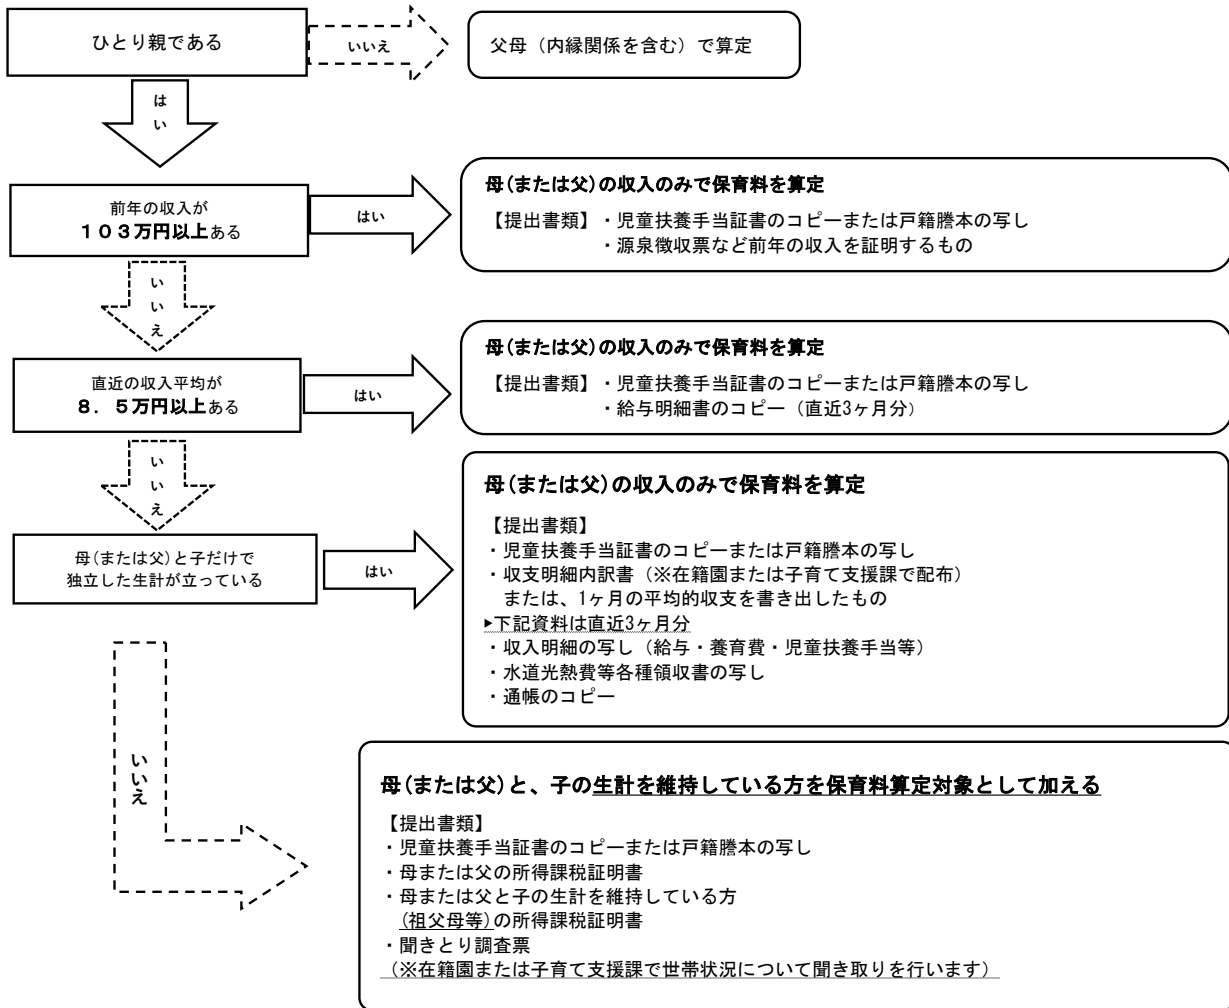 ひとり親である
いいえ
父母（内縁関係を含む）で算定
はい
前年の収入が
１０３万円以上ある
はい
母(または父)の収入のみで保育料を算定
【提出書類】・児童扶養手当証書のコピーまたは戸籍謄本の写し
・源泉徴収票など前年の収入を証明するもの
いいえ
直近の収入平均が
８．５万円以上ある
はい
母(または父)の収入のみで保育料を算定
【提出書類】・児童扶養手当証書のコピーまたは戸籍謄本の写し
・給与明細書のコピー（直近3ヶ月分）
いいえ
母(または父)と子だけで
独立した生計が立っている
はい
母(または父)の収入のみで保育料を算定
【提出書類】
・児童扶養手当証書のコピーまたは戸籍謄本の写し
・収支明細内訳書（※在籍園または子育て支援課で配布）
または、1ヶ月の平均的収支を書き出したもの
▶下記資料は直近3ヶ月分
・収入明細の写し（給与・養育費・児童扶養手当等）
・水道光熱費等各種領収書の写し
・通帳のコピー
いいえ
母(または父)と、子の生計を維持している方を保育料算定対象として加える
【提出書類】
・児童扶養手当証書のコピーまたは戸籍謄本の写し
・母または父の所得課税証明書
・母または父と子の生計を維持している方
(祖父母等)の所得課税証明書
・聞きとり調査票
（※在籍園または子育て支援課で世帯状況について聞き取りを行います）